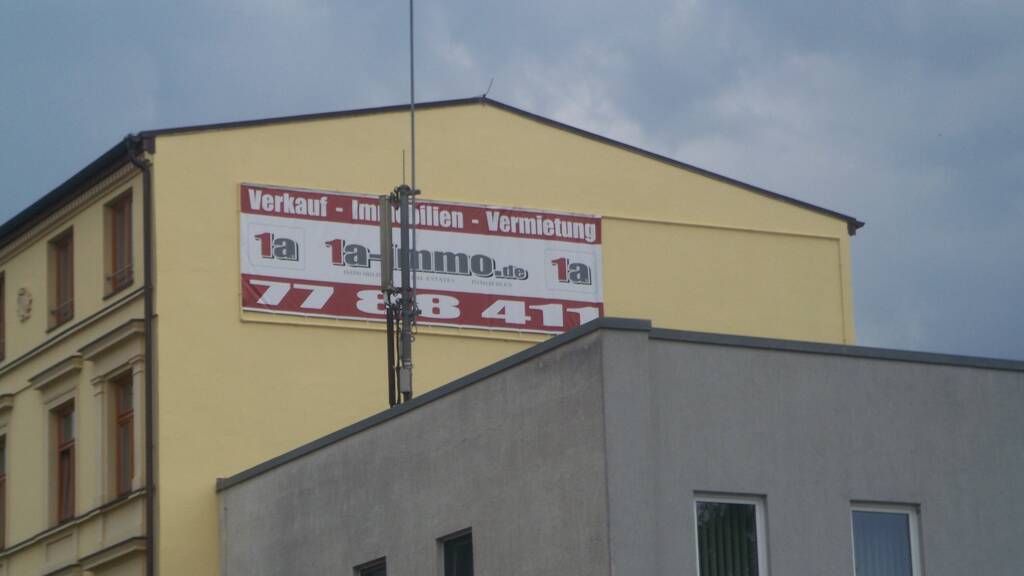 Verkauf - Immobilien - Vermietung
1a 1a-immo.de 1a
77 88 411